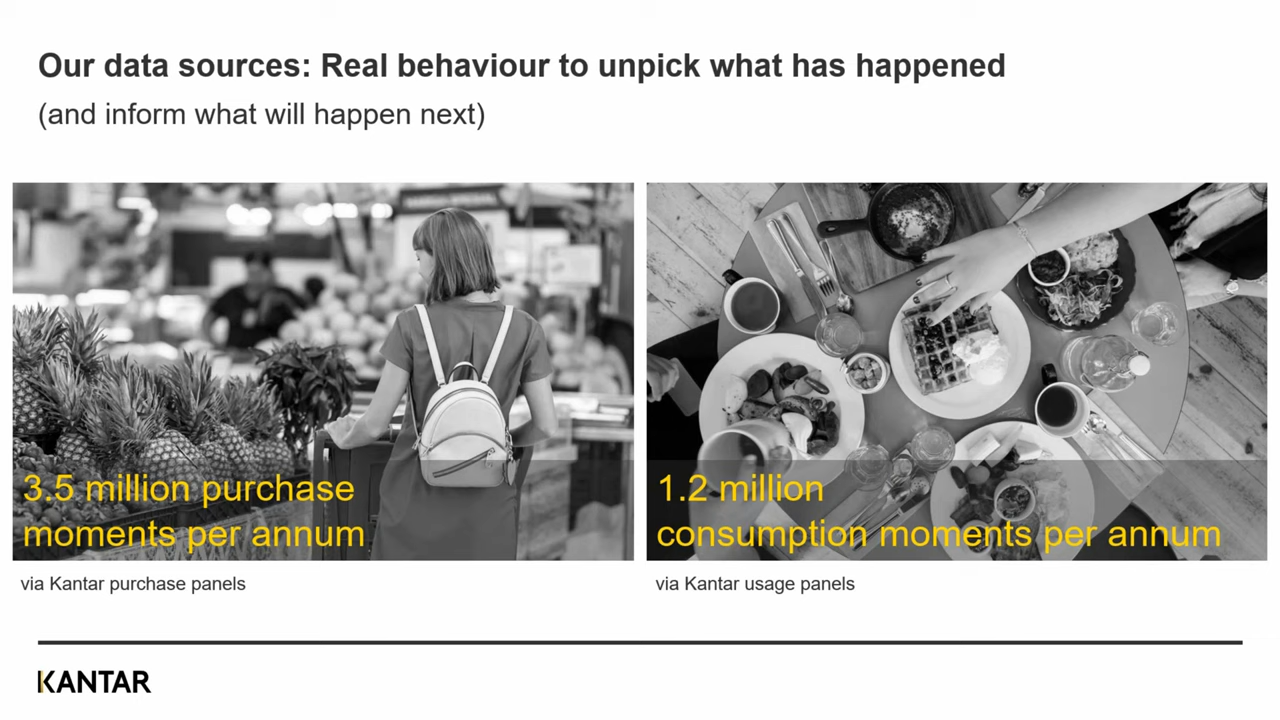 Our data sources: Real behaviour to unpick what has happened
(and inform what will happen next)
3.5 million purchase
moments per annum
1.2 million
consumption moments per annum
via Kantar purchase panels
via Kantar usage panels
KANTAR